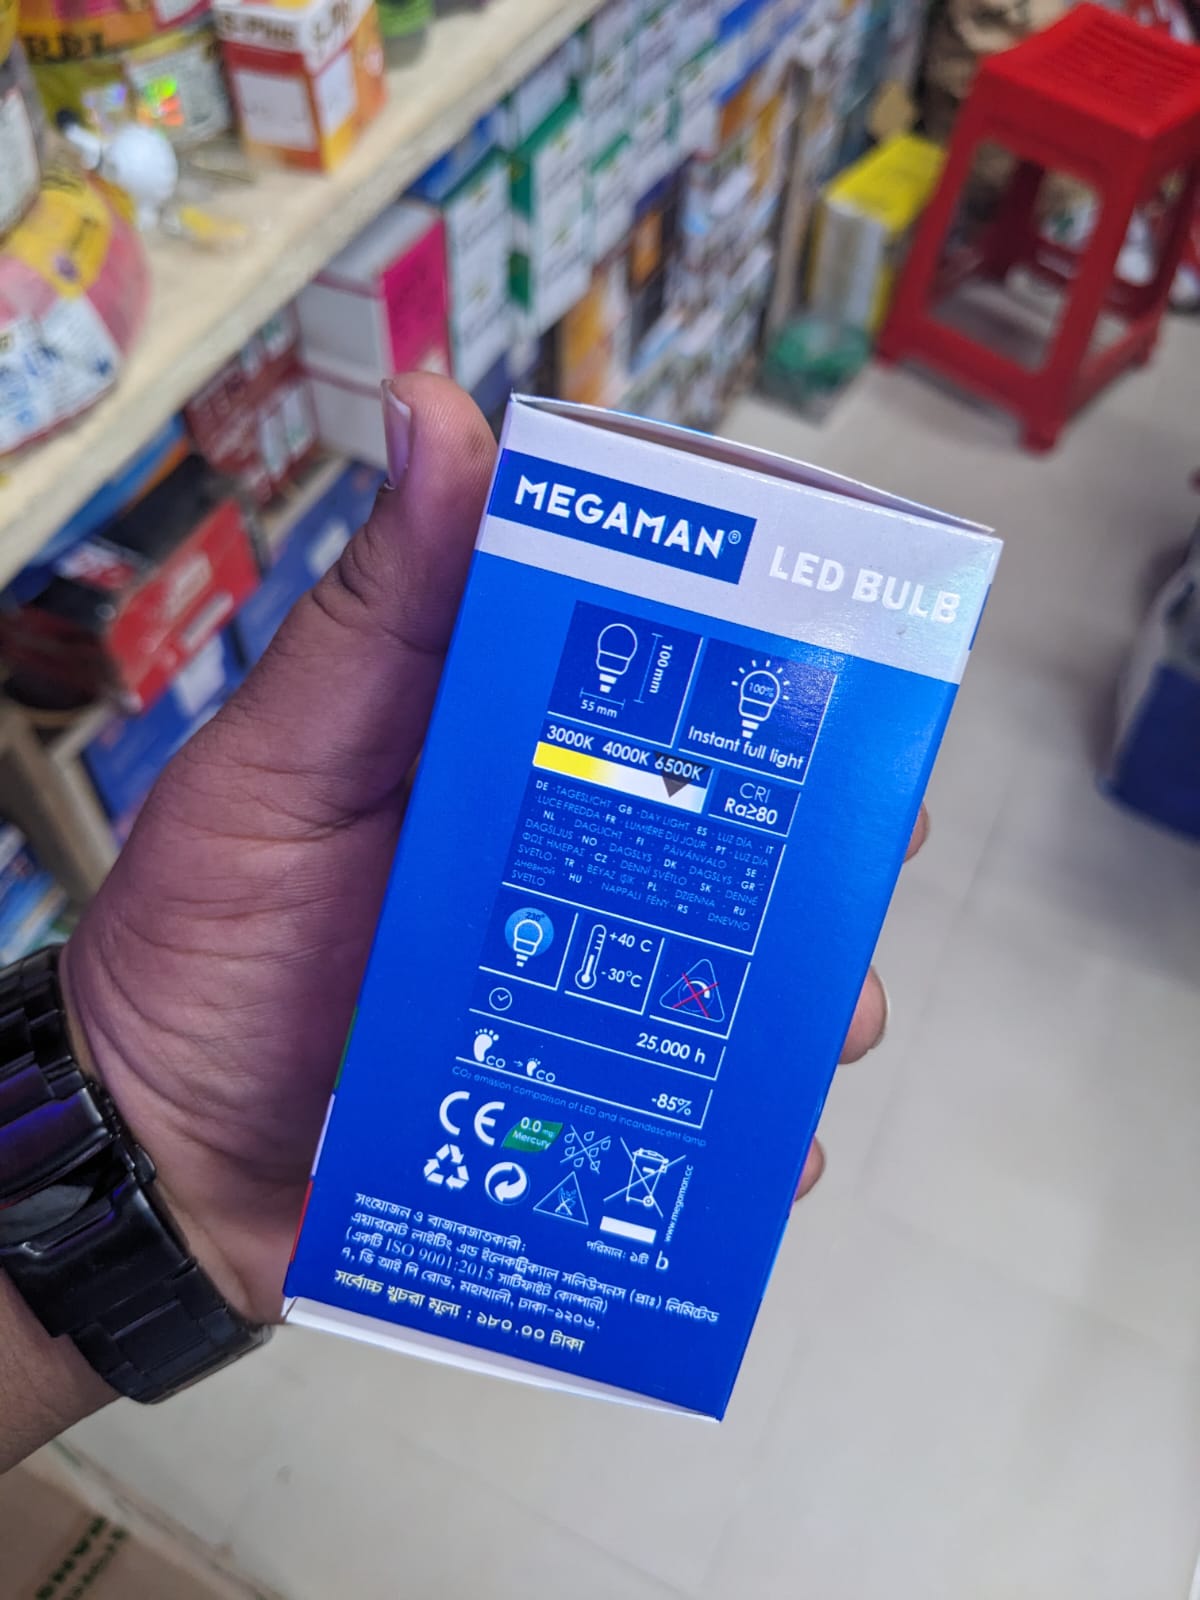 MEGAMAN®
LED BULB
100mm
55 mm
100%
Instant full light
3000K 4000K 6500K
CRI
Ra≥80
DE · TAGESLICHT · GB · DAY LIGHT · ES · LUZ DÍA · IT
· LUCE FREDDA · FR · LUMIÈRE DU JOUR · PT · LUZ DIA
· NL · DAGLICHT · FI · PÄIVÄNVALO · SE ·
DAGSLJUS · NO · DAGSLYS · DK · DAGSLYS · GR ·
ΦΩΣ ΗΜΕΡΑΣ · CZ · DENNÍ SVĚTLO · SK · DENNÉ
SVETLO · TR · BEYAZ IŞIK · PL · DZIENNA · RU ·
дневной · HU · NAPPALI FÉNY · RS · DNEVNO
SVETLO
230°
+40 C
-30°C
25,000 h
CO → CO
-85%
CO₂ emission comparison of LED and incandescent lamp
CE
0.0 mg
Mercury
www.megaman.cc
পরিমান: ১টি b
সংযোজন ও বাজারজাতকারী:
এয়ারমেট লাইটিং এন্ড ইলেকট্রিক্যাল সলিউশনস (প্রাঃ) লিমিটেড
(একটি ISO 9001:2015 সার্টিফাইট কোম্পানী)
৭, ভি আই পি রোড, মহাখালী, ঢাকা-১২০৬.
সর্বোচ্চ খুচরা মূল্য : ১৮০.০০ টাকা